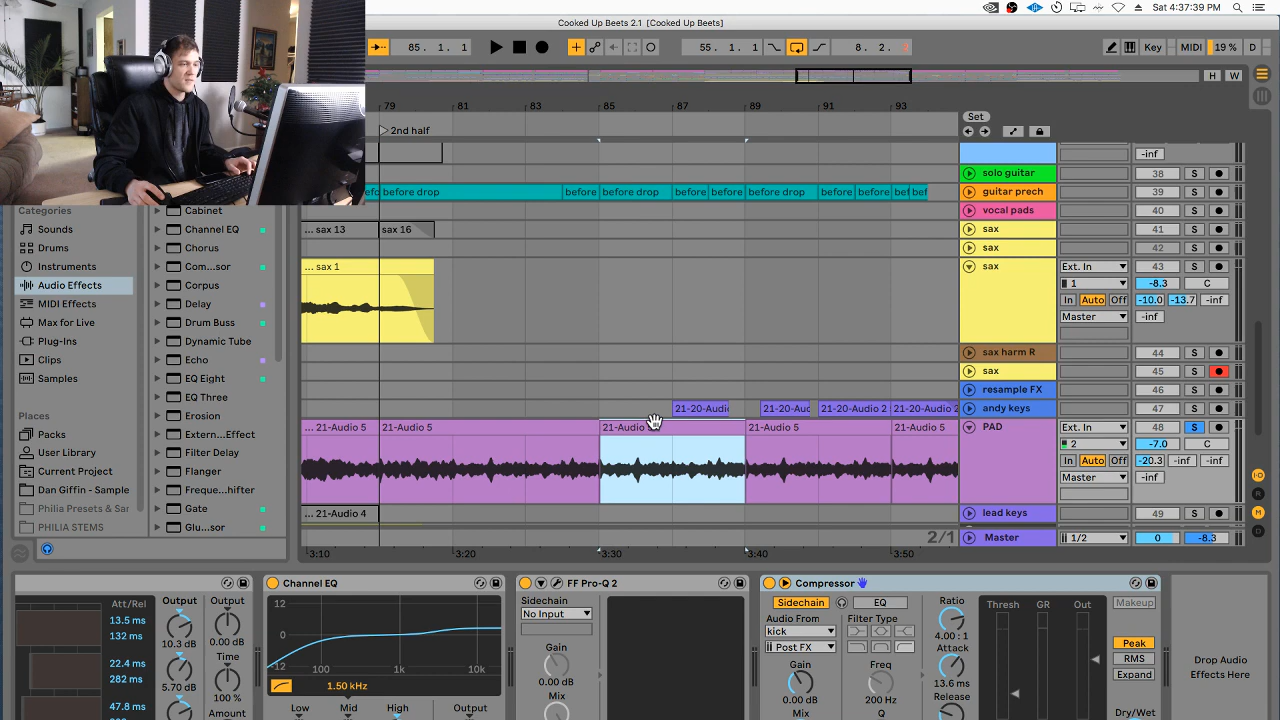 Sat 4:37:39 PM
Cooked Up Beets 2.1 [Cooked Up Beets]
85. 1. 1
55. 1. 1
8. 2. 2
Key
MIDI
19 %
D
H
W
79 81 83 85 87 89 91 93
Set
2nd half
-inf
solo guitar 38 S
before drop before before drop before before before drop before before bef bef
guitar prech 39 S
vocal pads 40 S
... sax 13 sax 16
sax 41 S
sax 42 S
... sax 1
sax Ext. In 43
1 -8.3 C
In Auto Off -10.0 -13.7 -inf
Master -inf
sax harm R 44 S
sax 45 S
resample FX 46 S
21-20-Audi 21-20-Auc 21-20-Audio 2 21-20-Audio 2
andy keys 47 S
... 21-Audio 5 21-Audio 5 21-Audio 21-Audio 5 21-Audio 5
PAD Ext. In 48 S
2 -7.0 C
In Auto Off -20.3 -inf -inf
Master -inf
... 21-Audio 4
lead keys 49 S
2/1
Master 1/2 0 -8.3
3:10 3:20 3:30 3:40 3:50
Categories
Sounds
Drums
Instruments
Audio Effects
MIDI Effects
Max for Live
Plug-Ins
Clips
Samples
Places
Packs
User Library
Current Project
Dan Giffin - Sample
Philia Presets & Sar
PHILIA STEMS
Cabinet
Channel EQ
Chorus
Com...sor
Corpus
Delay
Drum Buss
Dynamic Tube
Echo
EQ Eight
EQ Three
Erosion
Extern...Effect
Filter Delay
Flanger
Freque...hifter
Gate
Glu...sor
Att/Rel
13.5 ms
132 ms
22.4 ms
282 ms
47.8 ms
Output
10.3 dB
5.70 dB
Output
0.00 dB
Time
100 %
Amount
Channel EQ
12
0
-12
100 1k 10k
1.50 kHz
Low Mid High Output
FF Pro-Q 2
Sidechain
No Input
Gain
0.00 dB
Mix
Compressor
Sidechain
EQ
Audio From
kick
Post FX
Gain
0.00 dB
Mix
Filter Type
Freq
200 Hz
Q
Ratio
4.00 : 1
Attack
13.6 ms
Release
Thresh GR Out
Makeup
Peak
RMS
Expand
Dry/Wet
Drop Audio
Effects Here